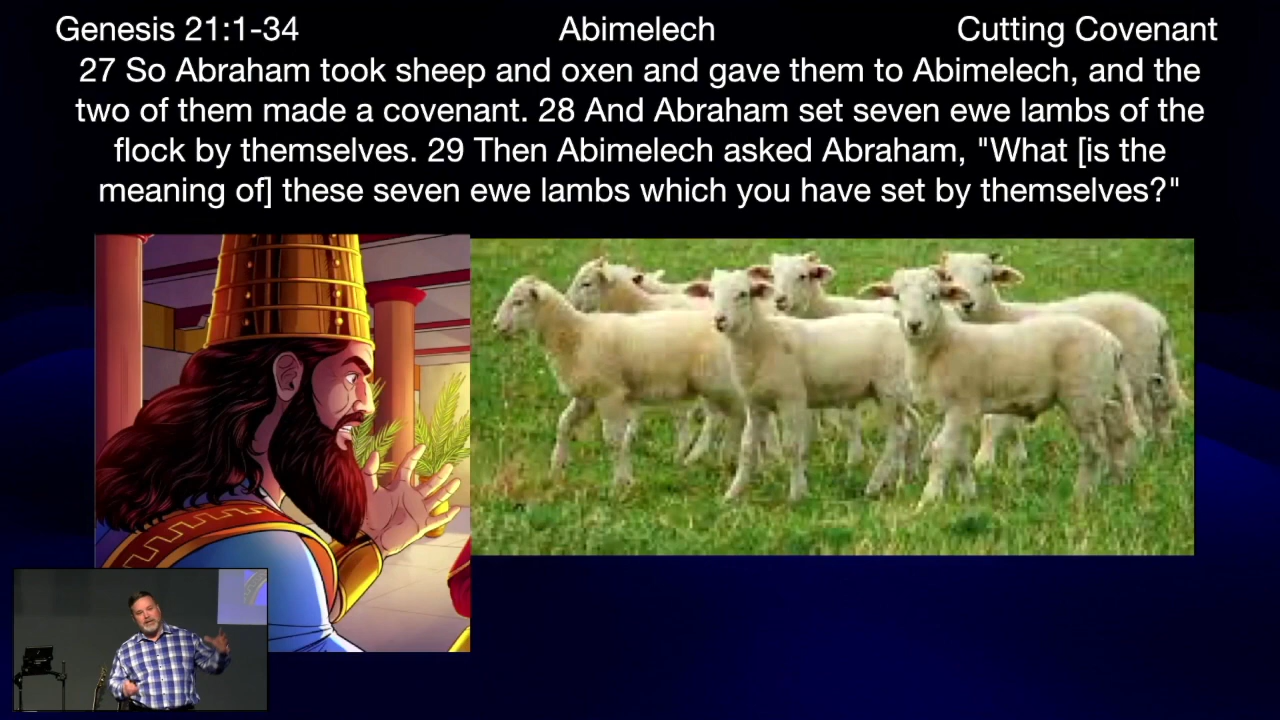 Genesis 21:1-34 Abimelech Cutting Covenant
27 So Abraham took sheep and oxen and gave them to Abimelech, and the
two of them made a covenant. 28 And Abraham set seven ewe lambs of the
flock by themselves. 29 Then Abimelech asked Abraham, "What [is the
meaning of] these seven ewe lambs which you have set by themselves?"